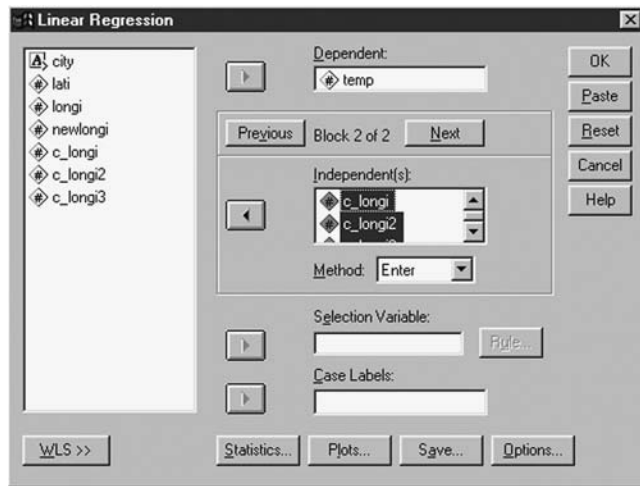 Linear Regression
city
lati
longi
newlongi
c_longi
c_longi2
c_longi3
WLS >>
Dependent:
temp
Previous
Block 2 of 2
Next
Independent(s):
c_longi
c_longi2
Method:
Enter
Selection Variable:
Rule...
Case Labels:
Statistics...
Plots...
Save...
Options...
OK
Paste
Reset
Cancel
Help